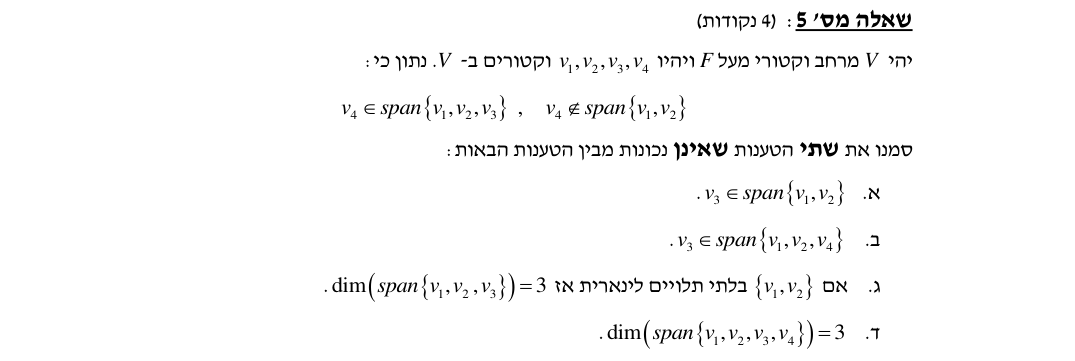 שאלה מס׳ 5 : (4 נקודות)
יהי V מרחב וקטורי מעל F ויהיו v₁,v₂,v₃,v₄ וקטורים ב- V. נתון כי:
v₄ ∈ span{v₁,v₂,v₃} , v₄ ∉ span{v₁,v₂}
סמנו את שתי הטענות שאינן נכונות מבין הטענות הבאות:
א. v₃ ∈ span{v₁,v₂}.
ב. v₃ ∈ span{v₁,v₂,v₄}.
ג. אם {v₁,v₂} בלתי תלויים לינארית אז dim(span{v₁,v₂,v₃})=3.
ד. dim(span{v₁,v₂,v₃,v₄})=3.